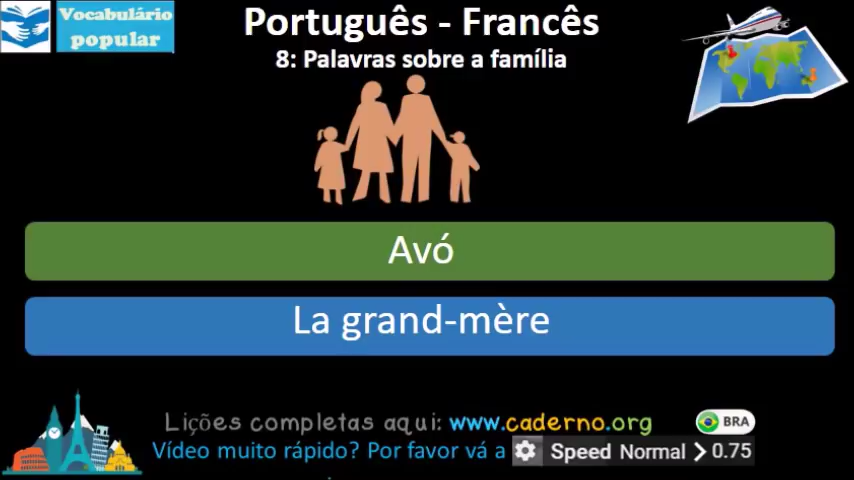 Vocabulário
popular
Português - Francês
8: Palavras sobre a família
Avó
La grand-mère
Lições completas aqui: www.caderno.org
BRA
Vídeo muito rápido? Por favor vá a Speed Normal > 0.75